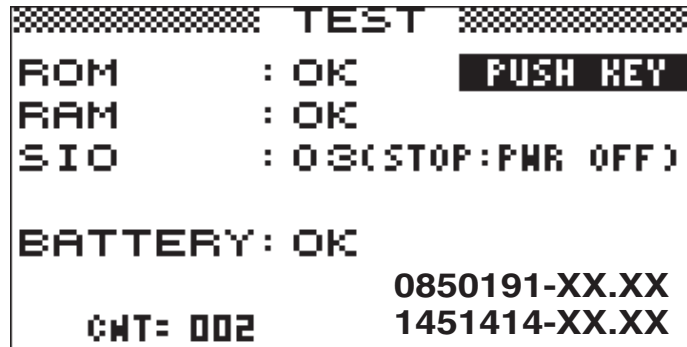 TEST
ROM : OK PUSH KEY
RAM : OK
SIO : 03(STOP:PWR OFF)
BATTERY: OK
0850191-XX.XX
CNT= 002 1451414-XX.XX